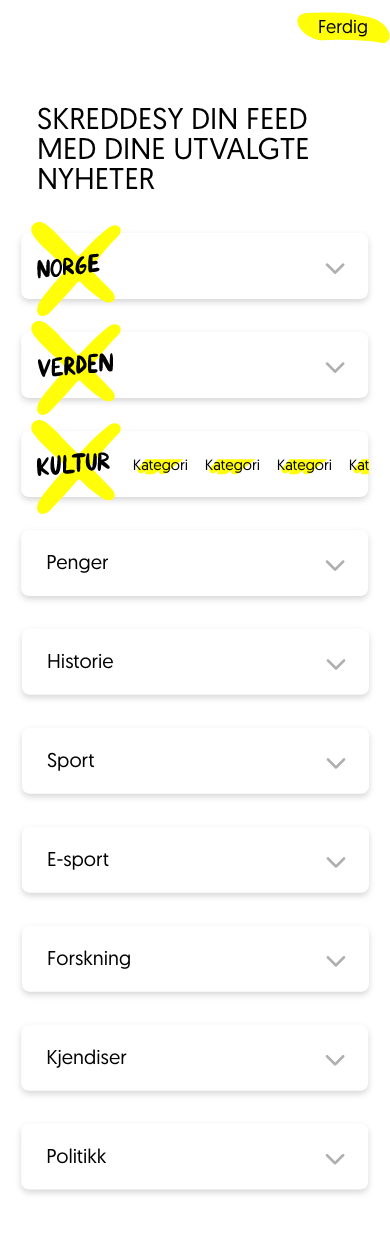 Ferdig
SKREDDESY DIN FEED
MED DINE UTVALGTE
NYHETER
NORGE
VERDEN
KULTUR Kategori Kategori Kategori Kat
Penger
Historie
Sport
E-sport
Forskning
Kjendiser
Politikk